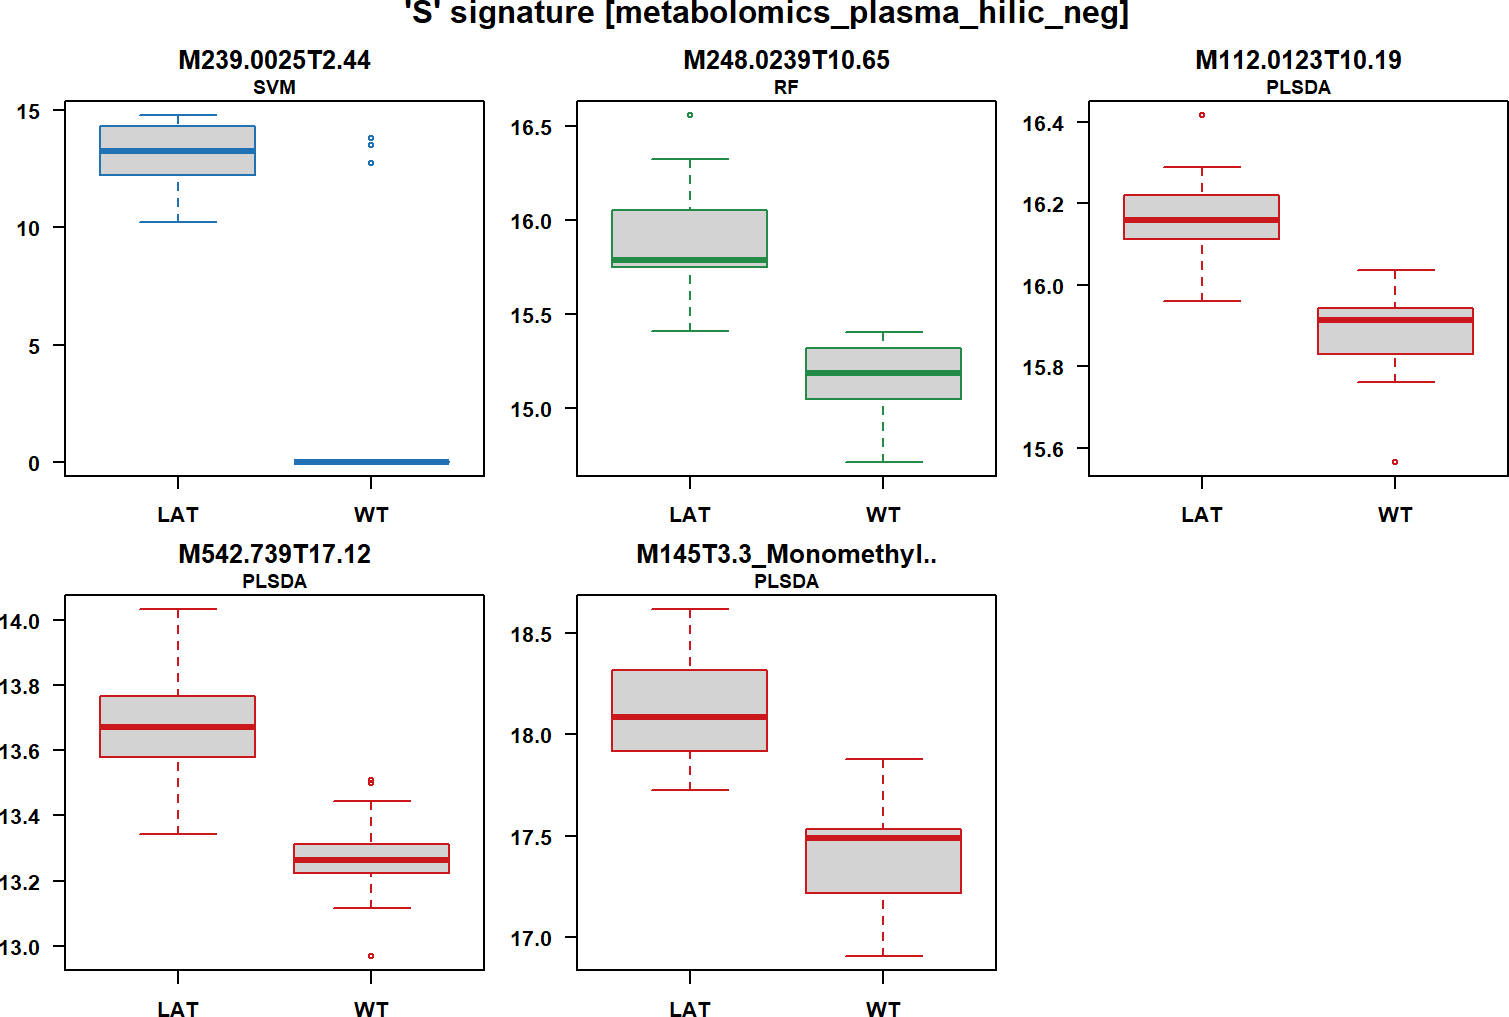 'S' signature [metabolomics_plasma_hilic_neg]
M239.0025T2.44
SVM
15
10
5
0
LAT WT
M248.0239T10.65
RF
16.5
16.0
15.5
15.0
LAT WT
M112.0123T10.19
PLSDA
16.4
16.2
16.0
15.8
15.6
LAT WT
M542.739T17.12
PLSDA
14.0
13.8
13.6
13.4
13.2
13.0
LAT WT
M145T3.3_Monomethyl..
PLSDA
18.5
18.0
17.5
17.0
LAT WT